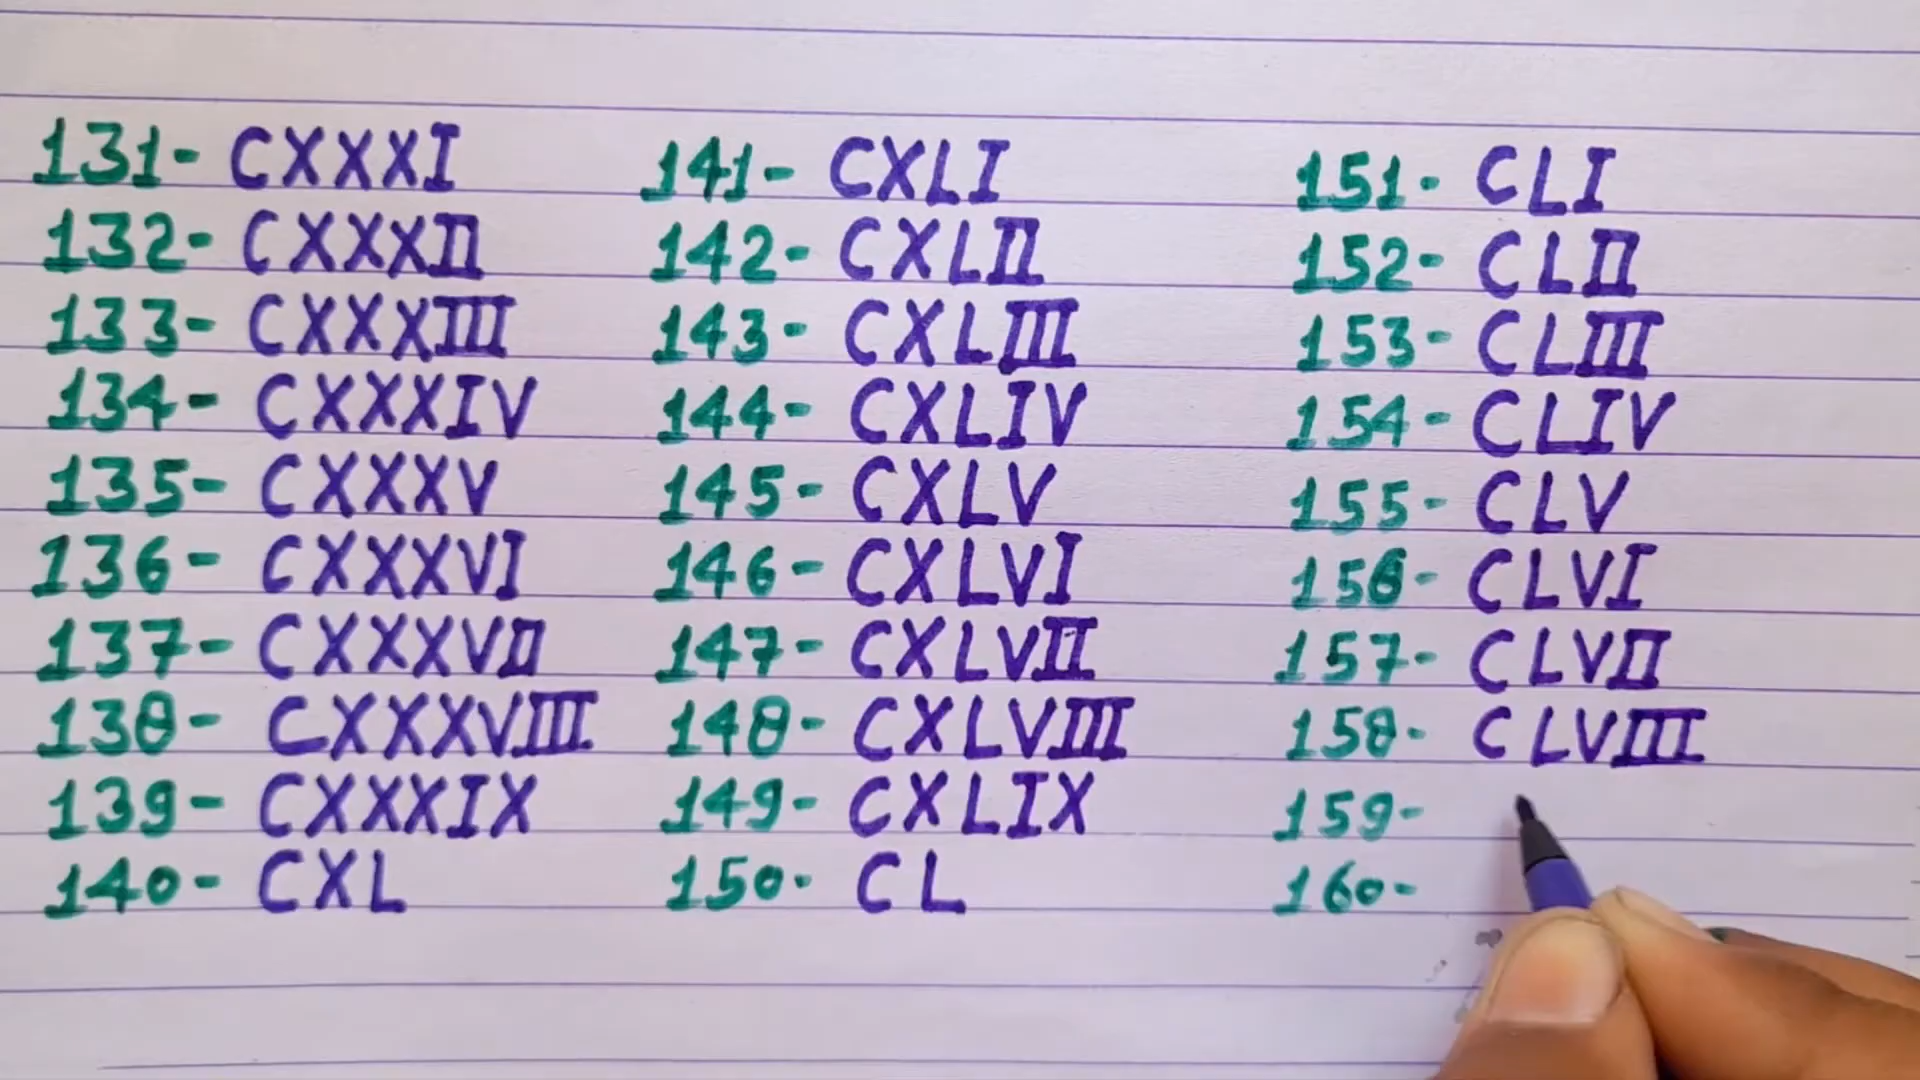 131- CXXXI
132- CXXXII
133- CXXXIII
134- CXXXIV
135- CXXXV
136- CXXXVI
137- CXXXVII
138- CXXXVIII
139- CXXXIX
140- CXL
141- CXLI
142- CXLII
143- CXLIII
144- CXLIV
145- CXLV
146- CXLVI
147- CXLVII
148- CXLVIII
149- CXLIX
150- CL
151- CLI
152- CLII
153- CLIII
154- CLIV
155- CLV
156- CLVI
157- CLVII
158- CLVIII
159-
160-